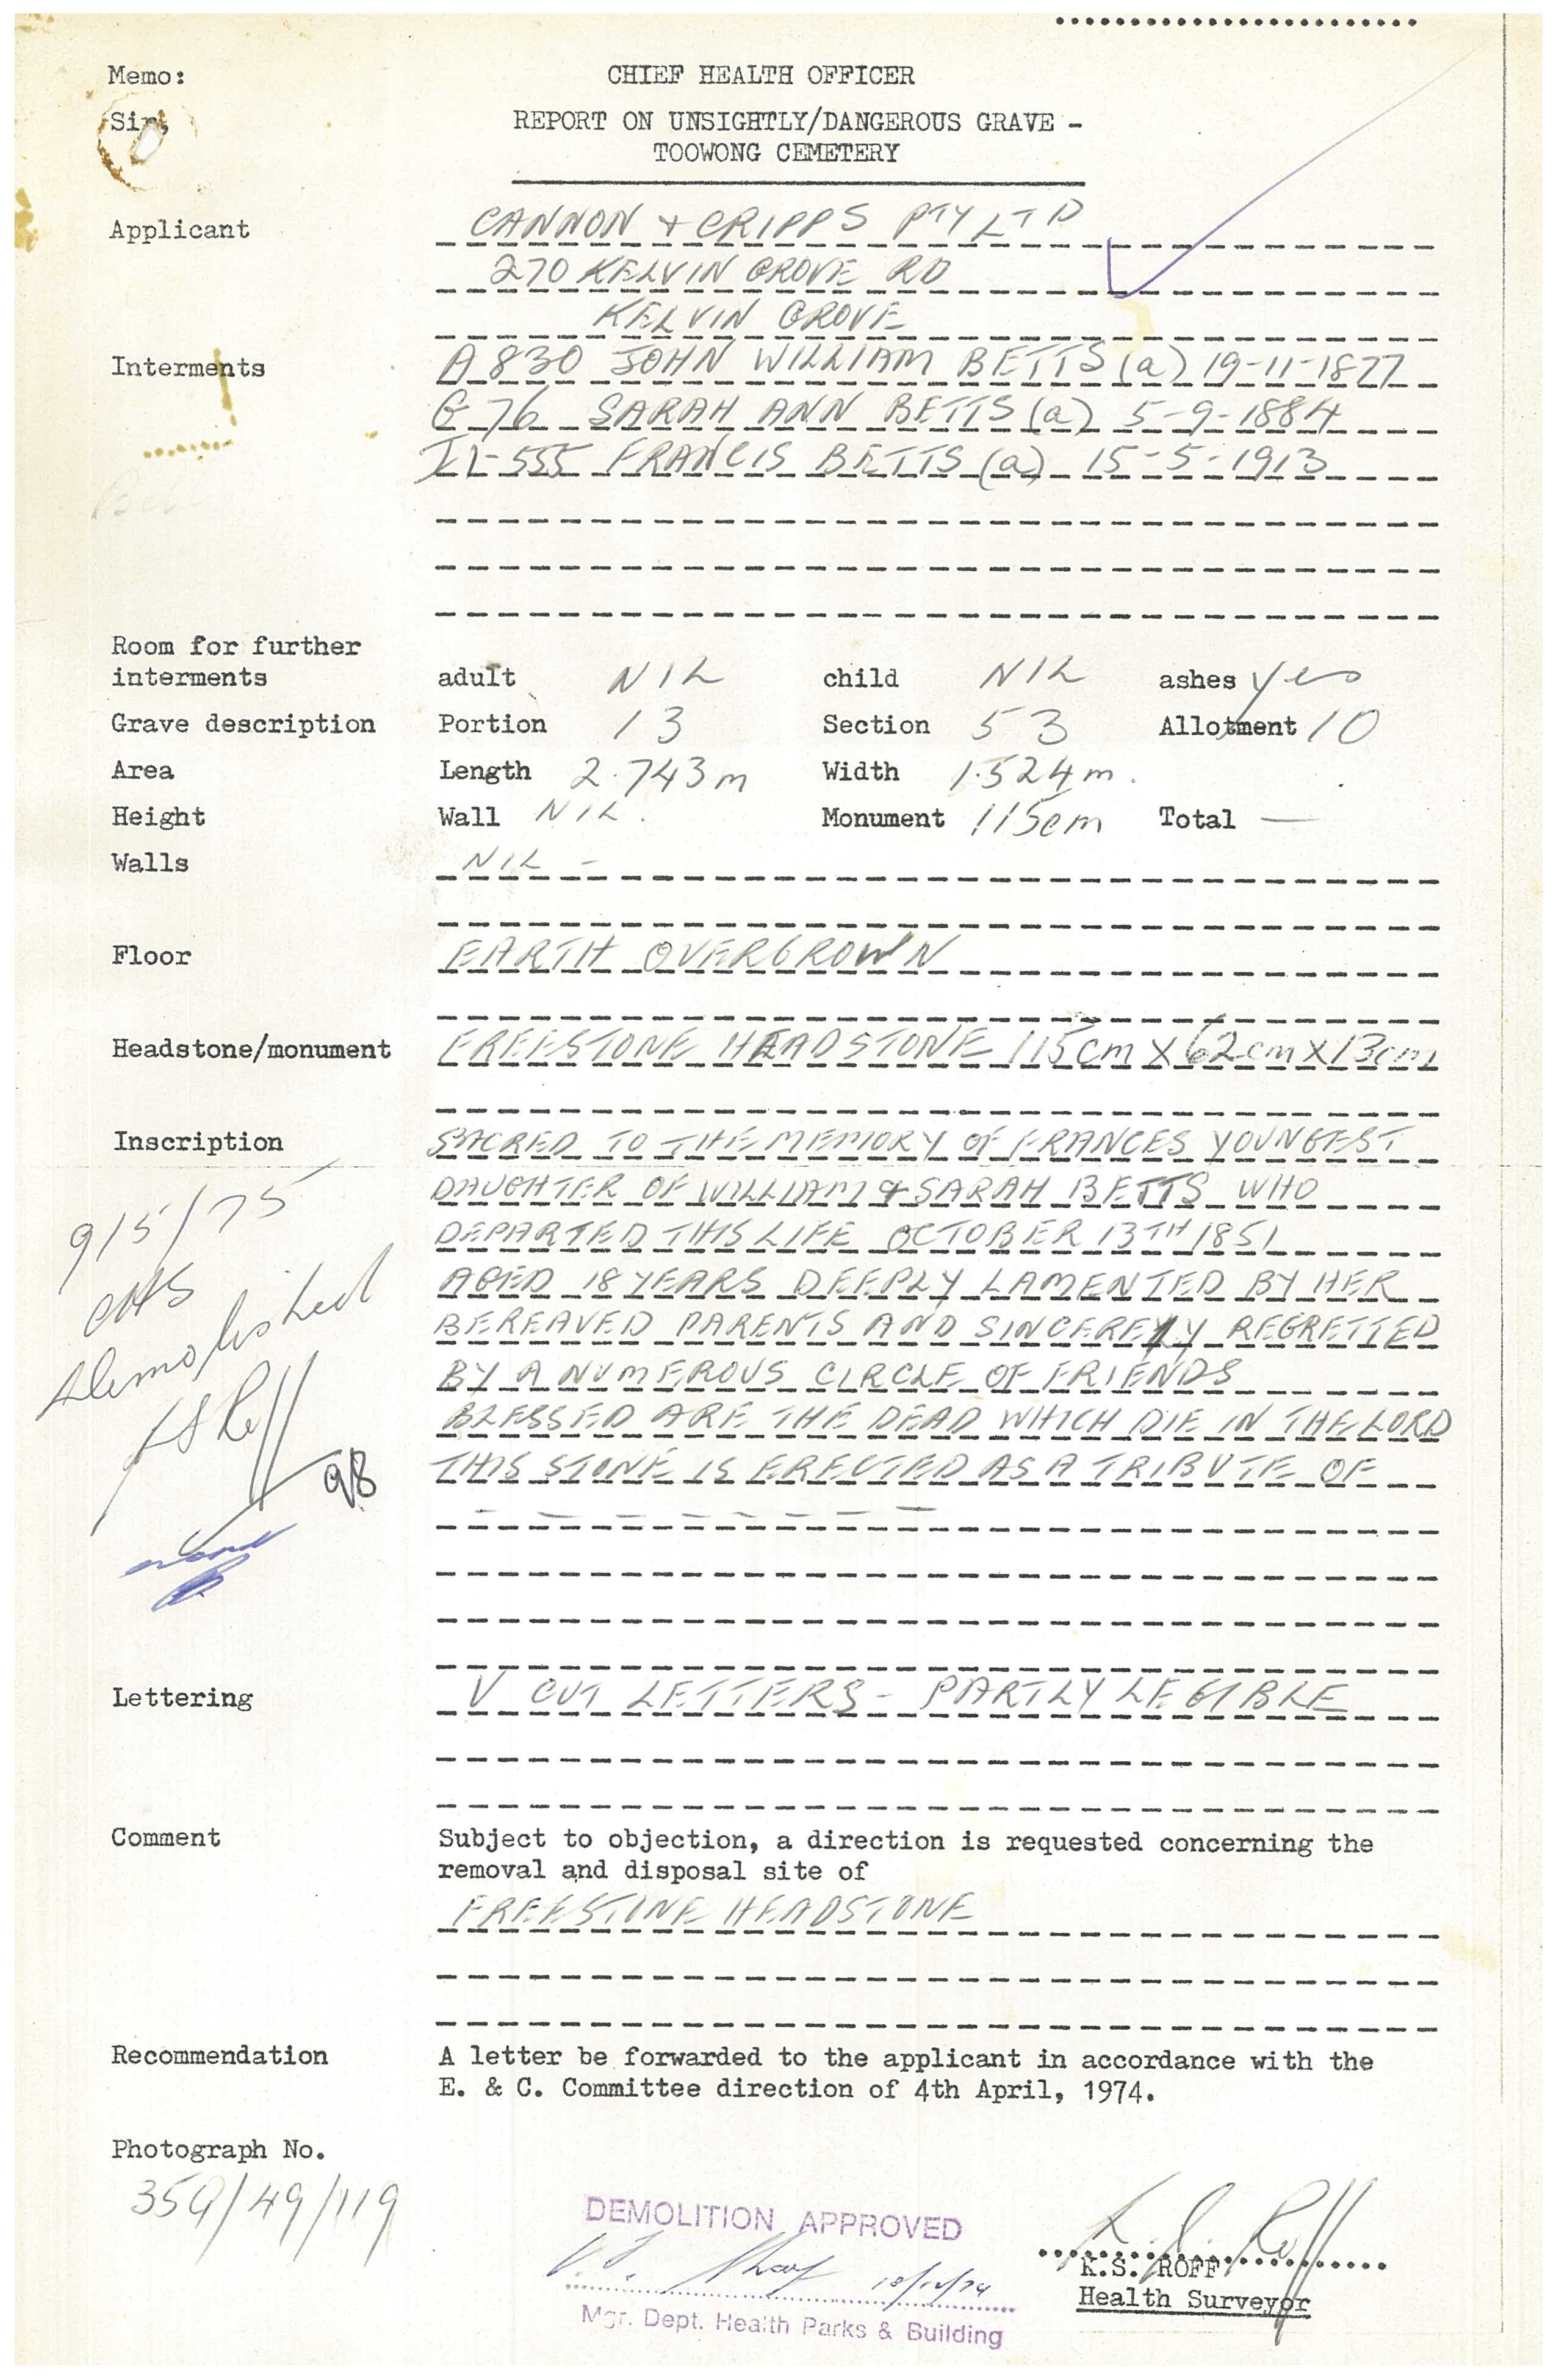 Memo: CHIEF HEALTH OFFICER
Sir, REPORT ON UNSIGHTLY/DANGEROUS GRAVE -
TOOWONG CEMETERY
Applicant CANNON + CRIPPS PTY LTD
270 KELVIN GROVE RD
KELVIN GROVE
Interments A 830 JOHN WILLIAM BETTS (a) 19-11-1877
G 76 SARAH ANN BETTS (a) 5-9-1884
555 FRANCIS BETTS (a) 15-5-1913
Room for further
interments adult NIL child NIL ashes yes
Grave description Portion 13 Section 53 Allotment 10
Area Length 2.743m Width 1.524m.
Height Wall NIL. Monument 115cm Total —
Walls NIL -
Floor EARTH OVERGROWN
Headstone/monument FREESTONE HEADSTONE 115cm X 62cm X 13cm
Inscription SACRED TO THE MEMORY OF FRANCES YOUNGEST
DAUGHTER OF WILLIAM & SARAH BETTS WHO
DEPARTED THIS LIFE OCTOBER 13TH 1851
AGED 18 YEARS DEEPLY LAMENTED BY HER
BEREAVED PARENTS AND SINCERELY REGRETTED
BY A NUMEROUS CIRCLE OF FRIENDS
BLESSED ARE THE DEAD WHICH DIE IN THE LORD
THIS STONE IS ERECTED AS A TRIBUTE OF
9/5/75
CHS
Demolished
KS Roff
Lettering V CUT LETTERS - PARTLY LEGIBLE
Comment Subject to objection, a direction is requested concerning the
removal and disposal site of
FREESTONE HEADSTONE
Recommendation A letter be forwarded to the applicant in accordance with the
E. & C. Committee direction of 4th April, 1974.
Photograph No.
359/49/119
DEMOLITION APPROVED
10/12/74
Mgr. Dept. Health Parks & Building
K.S. Roff
K.S. ROFF
Health Surveyor